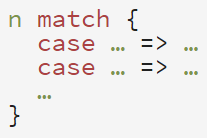 n match {
  case … => …
  case … => …
  …
}